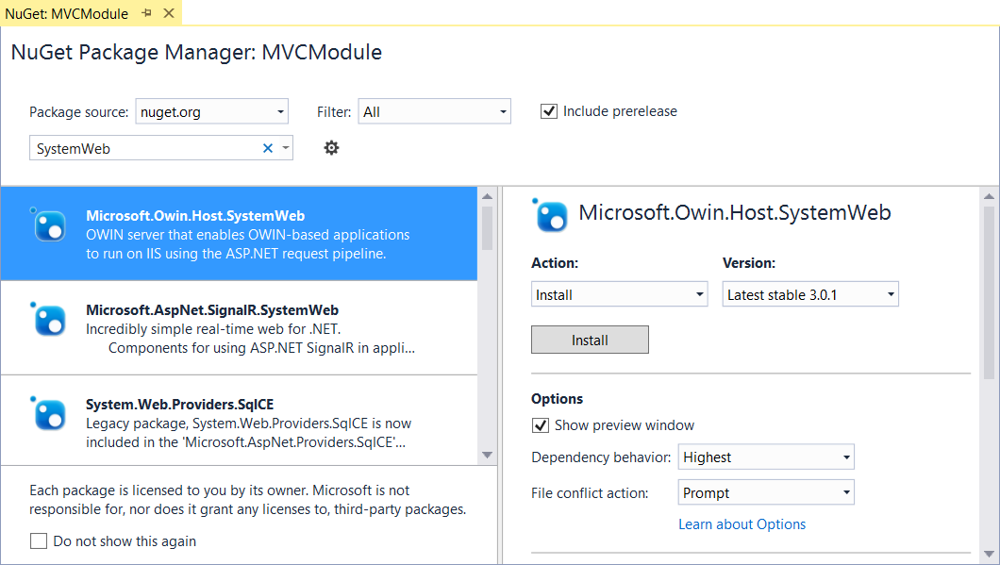 NuGet: MVCModule
NuGet Package Manager: MVCModule
Package source: nuget.org Filter: All Include prerelease
SystemWeb
Microsoft.Owin.Host.SystemWeb
OWIN server that enables OWIN-based applications
to run on IIS using the ASP.NET request pipeline.
Microsoft.AspNet.SignalR.SystemWeb
Incredibly simple real-time web for .NET.
Components for using ASP.NET SignalR in appli...
System.Web.Providers.SqlCE
Legacy package, System.Web.Providers.SqlCE is now
included in the 'Microsoft.AspNet.Providers.SqlCE'...
Each package is licensed to you by its owner. Microsoft is not
responsible for, nor does it grant any licenses to, third-party packages.
Do not show this again
Microsoft.Owin.Host.SystemWeb
Action: Version:
Install Latest stable 3.0.1
Install
Options
Show preview window
Dependency behavior: Highest
File conflict action: Prompt
Learn about Options